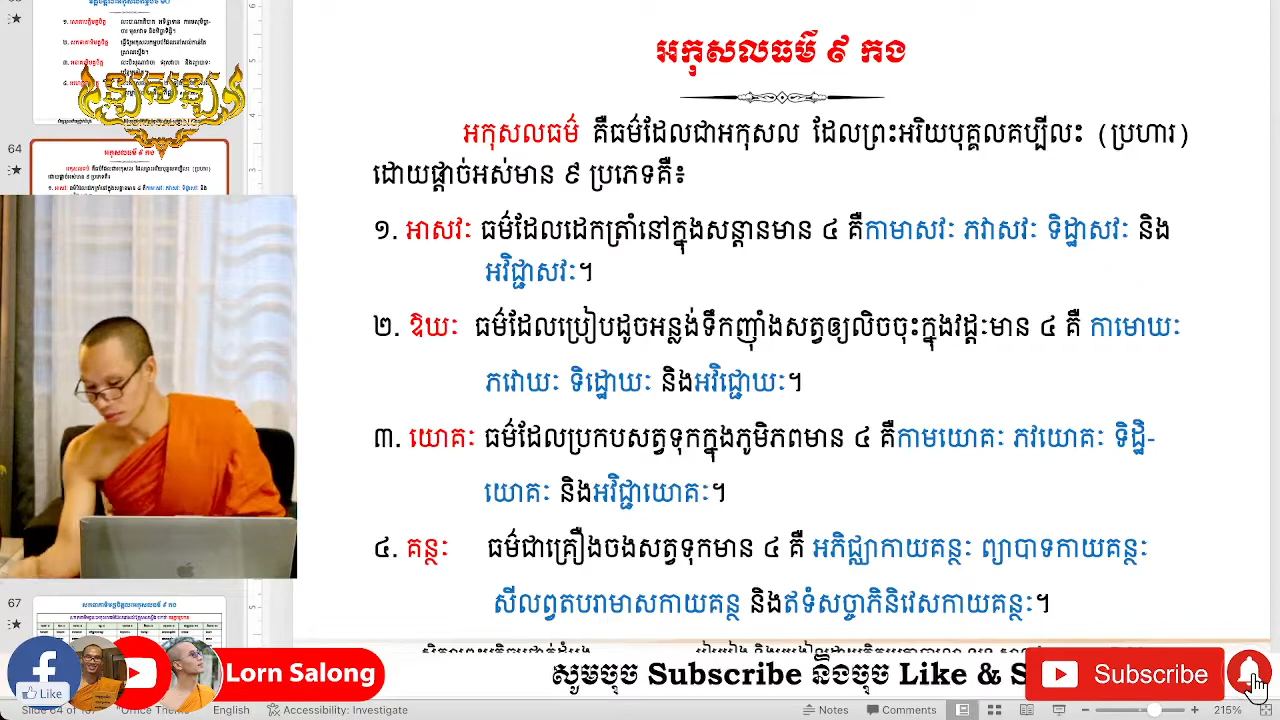 អកុសលធម៌ ៩ កង
អកុសលធម៌ គឺធម៌ដែលជាអកុសល ដែលព្រះអរិយបុគ្គលគប្បីលះ (ប្រហារ)
ដោយផ្តាច់អស់មាន ៩ ប្រភេទគឺ៖
១. អាសវៈ ធម៌ដែលដេកត្រាំនៅក្នុងសន្តានមាន ៤ គឺកាមាសវៈ ភវាសវៈ ទិដ្ឋាសវៈ និង
អវិជ្ជាសវៈ។
២. ឱឃៈ ធម៌ដែលប្រៀបដូចអន្លង់ទឹកញ៉ាំងសត្វឲ្យលិចចុះក្នុងវដ្តៈមាន ៤ គឺ កាមោឃៈ
ភវោឃៈ ទិដ្ឋោឃៈ និងអវិជ្ជោឃៈ។
៣. យោគៈ ធម៌ដែលប្រកបសត្វទុកក្នុងភូមិភពមាន ៤ គឺកាមយោគៈ ភវយោគៈ ទិដ្ឋិ-
យោគៈ និងអវិជ្ជាយោគៈ។
៤. គន្ថៈ ធម៌ជាគ្រឿងចងសត្វទុកមាន ៤ គឺ អភិជ្ឈាកាយគន្ថៈ ព្យាបាទកាយគន្ថៈ
សីលព្វតបរាមាសកាយគន្ថ និងឥទំសច្ចាភិនិវេសកាយគន្ថៈ។
64
67
Like
Lorn Salong
សូមចុច Subscribe និងចុច Like & S
Subscribe
Slide 64 of
Office Theme
English
Accessibility: Investigate
Notes
Comments
215%